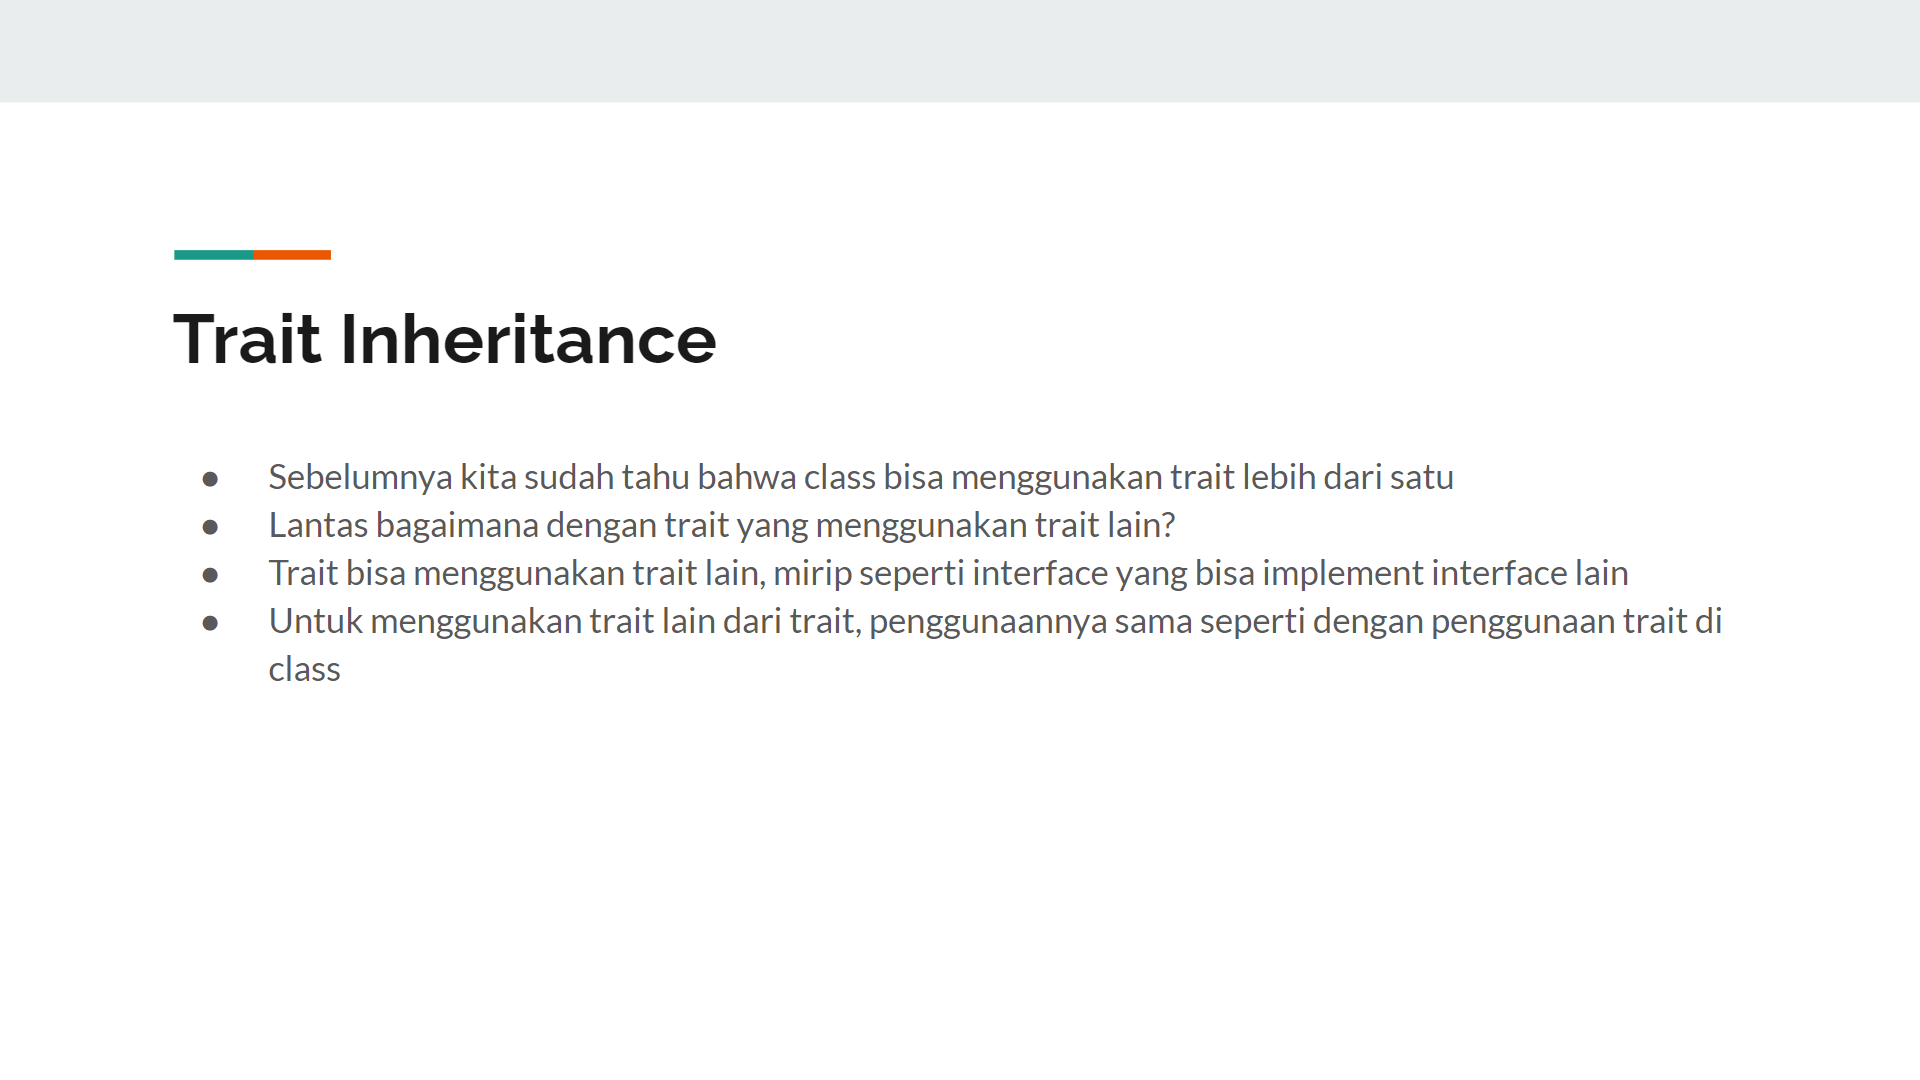 Trait Inheritance
● Sebelumnya kita sudah tahu bahwa class bisa menggunakan trait lebih dari satu
● Lantas bagaimana dengan trait yang menggunakan trait lain?
● Trait bisa menggunakan trait lain, mirip seperti interface yang bisa implement interface lain
● Untuk menggunakan trait lain dari trait, penggunaannya sama seperti dengan penggunaan trait di
class